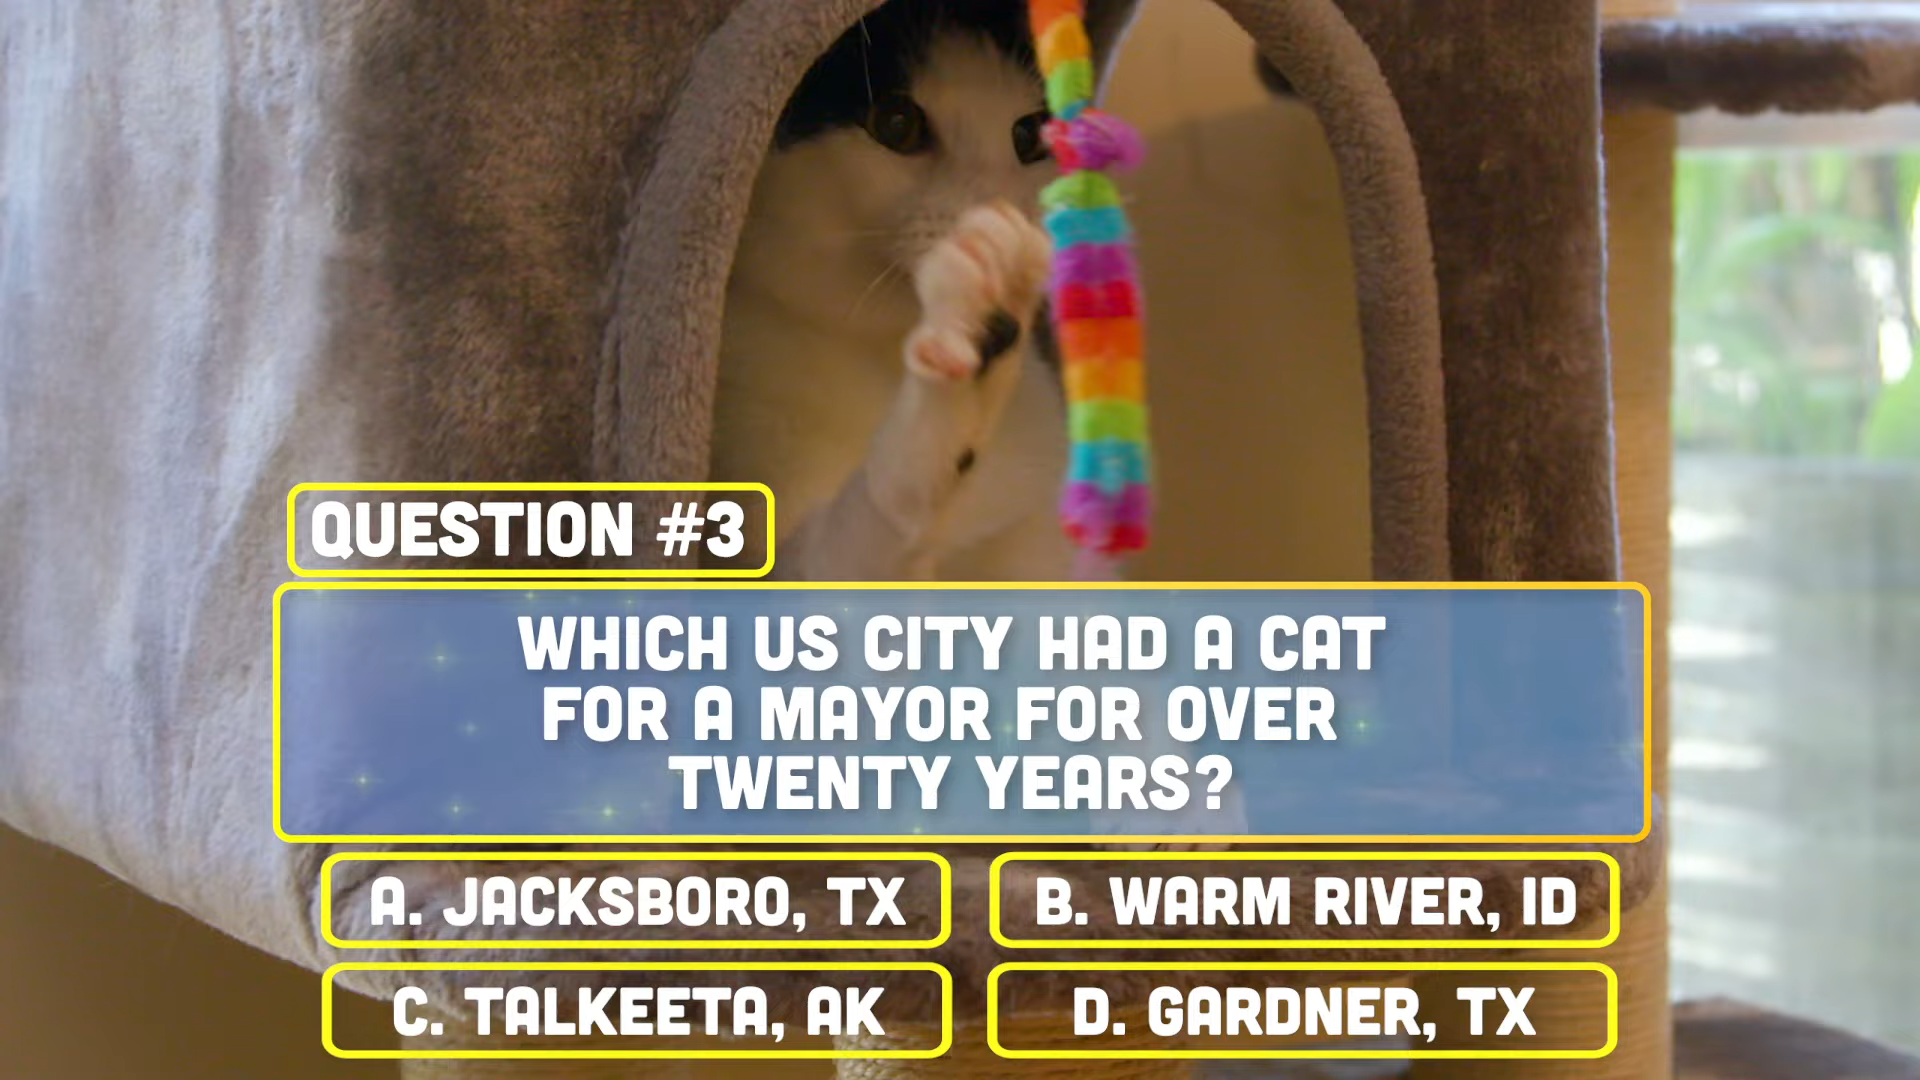 QUESTION #3
WHICH US CITY HAD A CAT
FOR A MAYOR FOR OVER
TWENTY YEARS?
A. JACKSBORO, TX
B. WARM RIVER, ID
C. TALKEETA, AK
D. GARDNER, TX